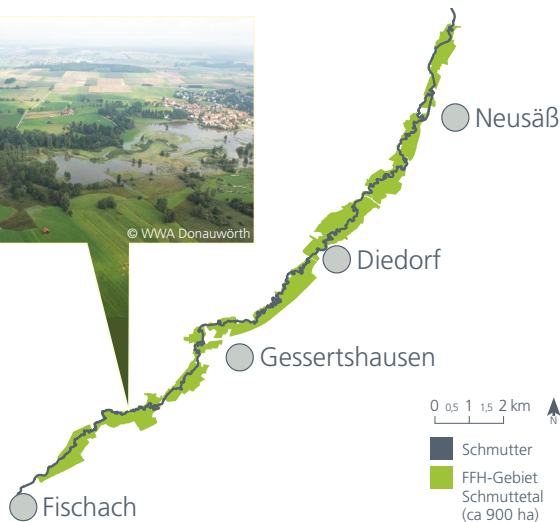 © WWA Donauwörth
Neusäß
Diedorf
Gessertshausen
Fischach
0 0,5 1 1,5 2 km
N
Schmutter
FFH-Gebiet
Schmuttetal
(ca 900 ha)